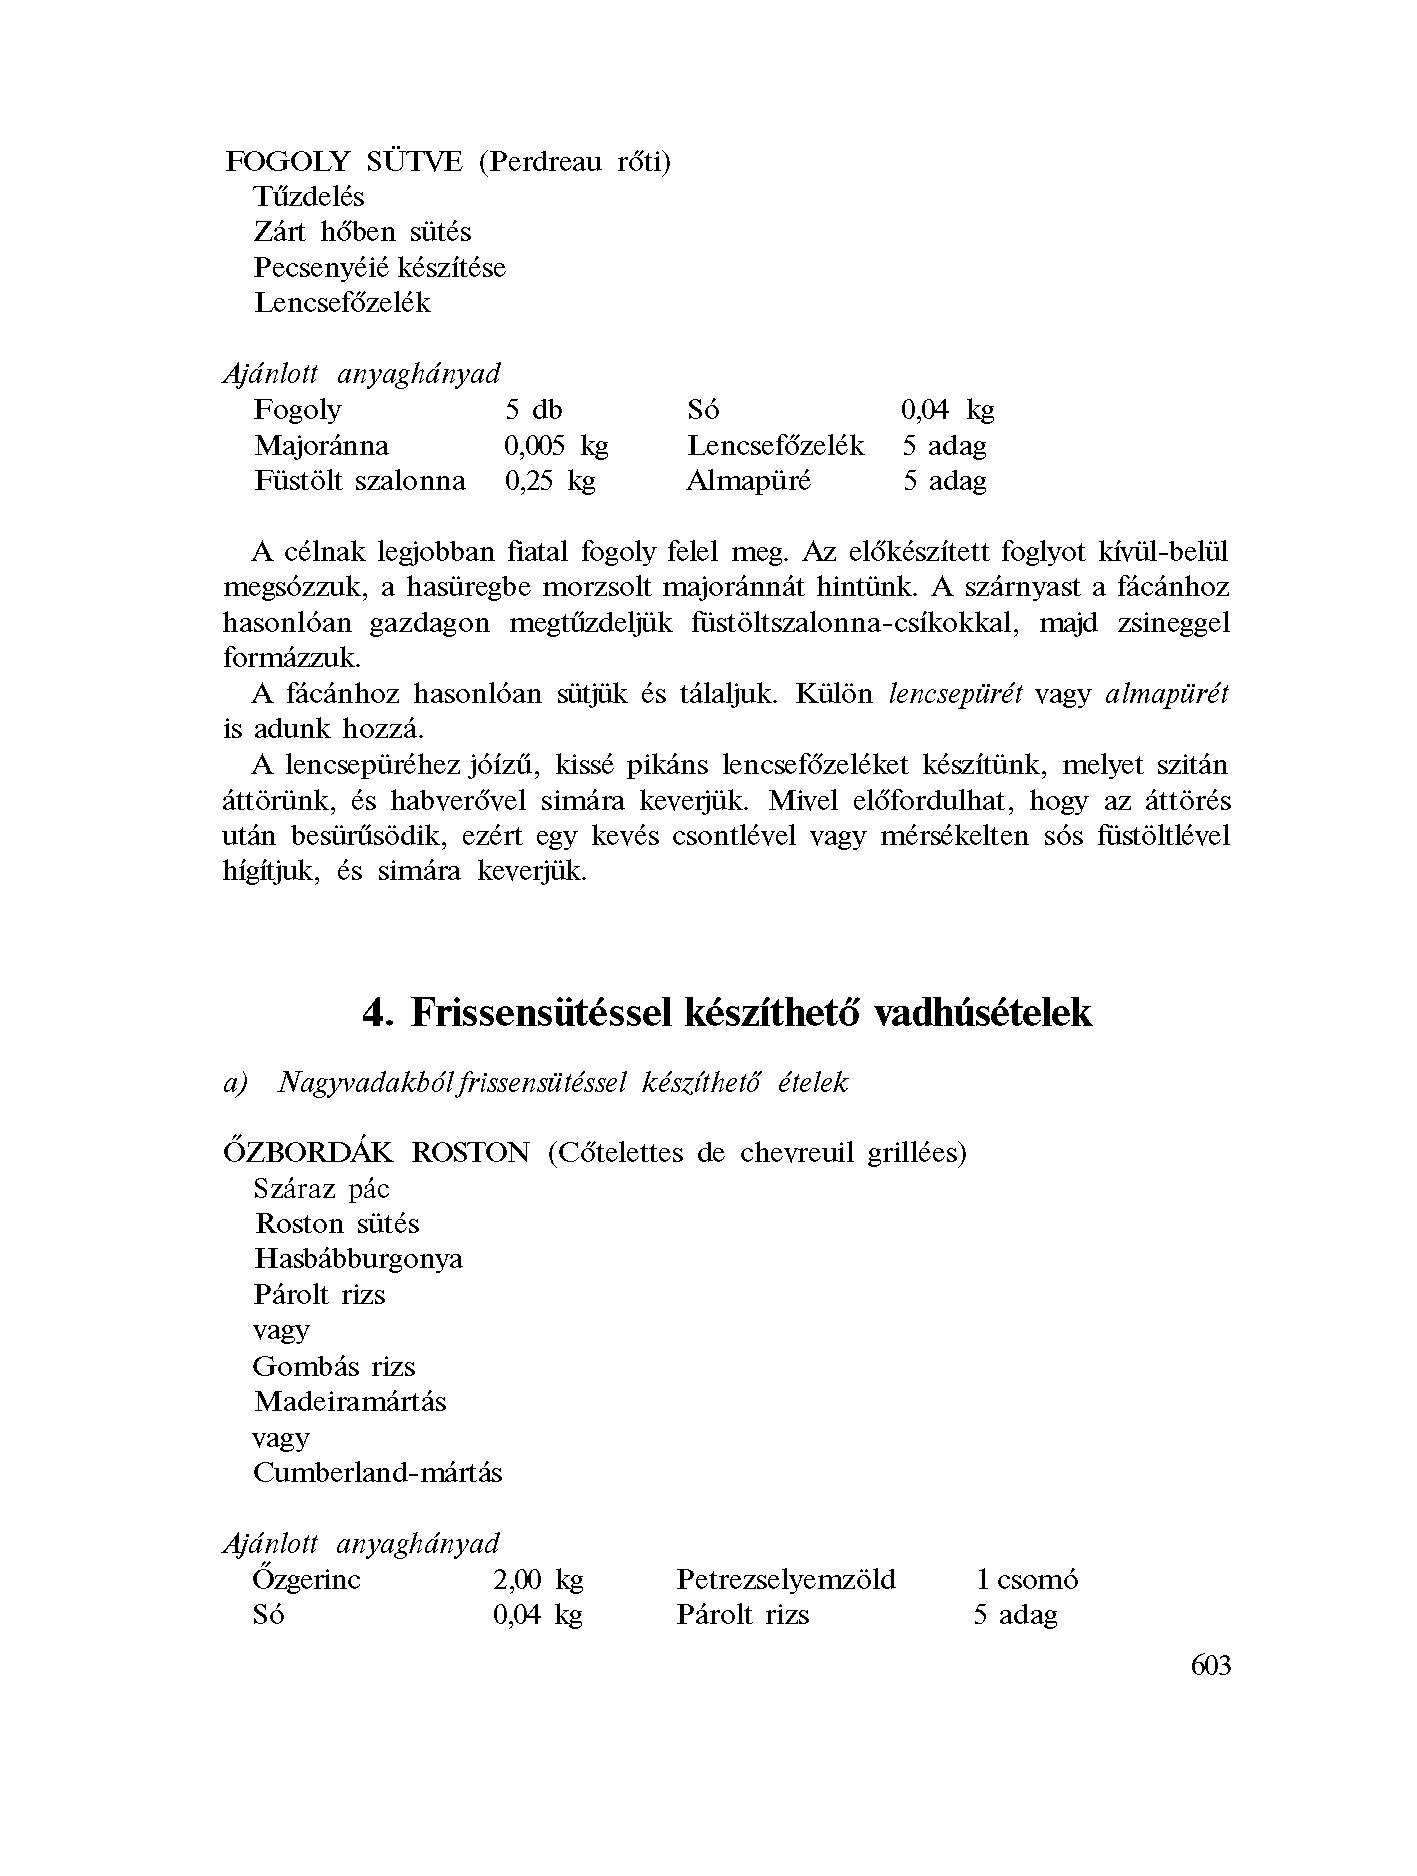 FOGOLY SÜTVE (Perdreau rőti)
Tűzdelés
Zárt hőben sütés
Pecsenyéié készítése
Lencsefőzelék
Ajánlott anyaghányad
Fogoly 5 db Só 0,04 kg
Majoránna 0,005 kg Lencsefőzelék 5 adag
Füstölt szalonna 0,25 kg Almapüré 5 adag
A célnak legjobban fiatal fogoly felel meg. Az előkészített foglyot kívül-belül
megsózzuk, a hasüregbe morzsolt majoránnát hintünk. A szárnyast a fácánhoz
hasonlóan gazdagon megtűzdeljük füstöltszalonna-csíkokkal, majd zsineggel
formázzuk.
A fácánhoz hasonlóan sütjük és tálaljuk. Külön lencsepürét vagy almapürét
is adunk hozzá.
A lencsepüréhez jóízű, kissé pikáns lencsefőzeléket készítünk, melyet szitán
áttörünk, és habverővel simára keverjük. Mivel előfordulhat, hogy az áttörés
után besürűsödik, ezért egy kevés csontlével vagy mérsékelten sós füstöltlével
hígítjuk, és simára keverjük.
4. Frissensütéssel készíthető vadhúsételek
a) Nagyvadakból frissensütéssel készíthető ételek
ŐZBORDÁK ROSTON (Cőtelettes de chevreuil grillées)
Száraz pác
Roston sütés
Hasbábburgonya
Párolt rizs
vagy
Gombás rizs
Madeiramártás
vagy
Cumberland-mártás
Ajánlott anyaghányad
Őzgerinc 2,00 kg Petrezselyemzöld 1 csomó
Só 0,04 kg Párolt rizs 5 adag
603